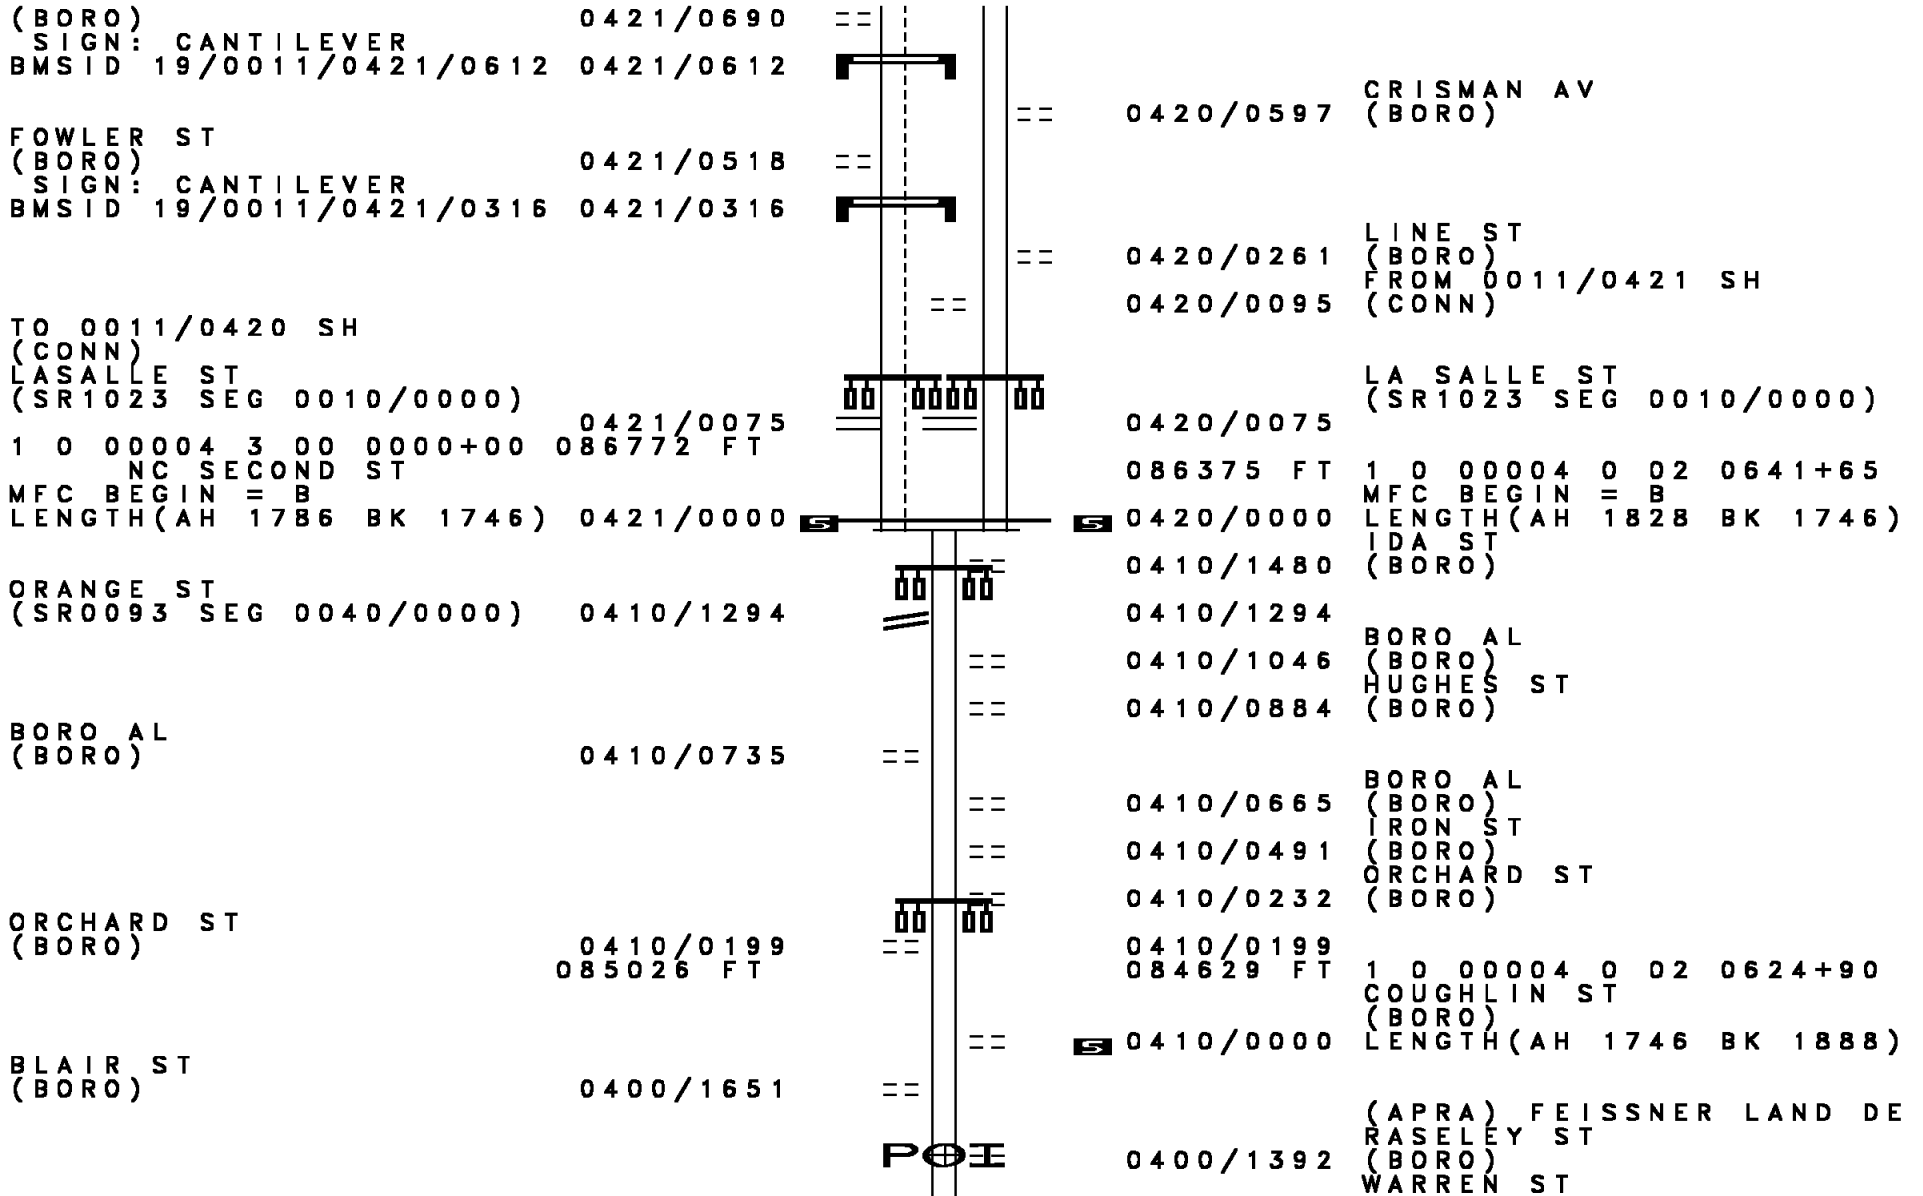 (BORO) 0421/0690
SIGN: CANTILEVER
BMSID 19/0011/0421/0612 0421/0612
CRISMAN AV
0420/0597 (BORO)
FOWLER ST
(BORO) 0421/0518
SIGN: CANTILEVER
BMSID 19/0011/0421/0316 0421/0316
LINE ST
0420/0261 (BORO)
FROM 0011/0421 SH
0420/0095 (CONN)
TO 0011/0420 SH
(CONN)
LASALLE ST LA SALLE ST
(SR1023 SEG 0010/0000) (SR1023 SEG 0010/0000)
0421/0075 0420/0075
1 0 00004 3 00 0000+00 086772 FT
NC SECOND ST 086375 FT 1 0 00004 0 02 0641+65
MFC BEGIN = B MFC BEGIN = B
LENGTH(AH 1786 BK 1746) 0421/0000 S S 0420/0000 LENGTH(AH 1828 BK 1746)
IDA ST
0410/1480 (BORO)
ORANGE ST
(SR0093 SEG 0040/0000) 0410/1294 0410/1294
BORO AL
0410/1046 (BORO)
HUGHES ST
0410/0884 (BORO)
BORO AL
(BORO) 0410/0735
BORO AL
0410/0665 (BORO)
IRON ST
0410/0491 (BORO)
ORCHARD ST
0410/0232 (BORO)
ORCHARD ST
(BORO) 0410/0199 0410/0199
085026 FT 084629 FT 1 0 00004 0 02 0624+90
COUGHLIN ST
(BORO)
S 0410/0000 LENGTH(AH 1746 BK 1888)
BLAIR ST
(BORO) 0400/1651
(APRA) FEISSNER LAND DE
RASELEY ST
POI 0400/1392 (BORO)
WARREN ST